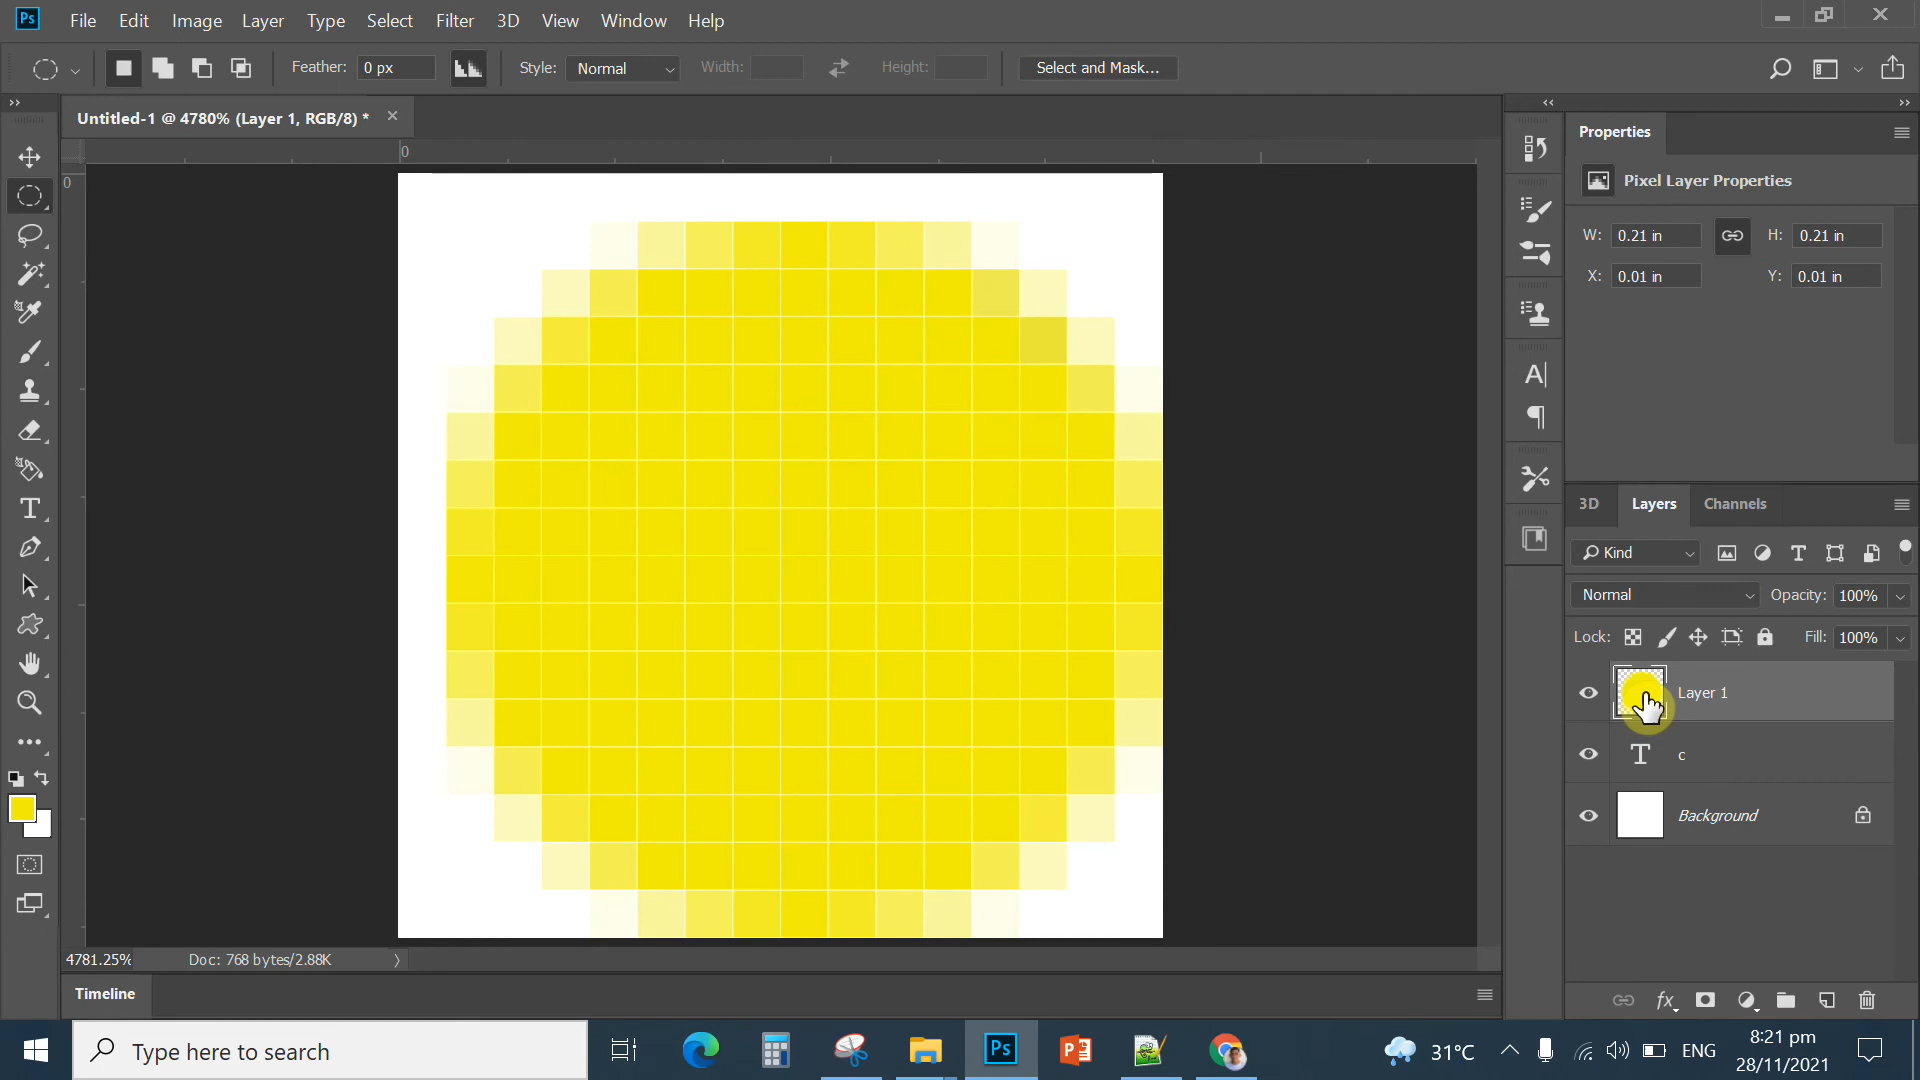 Ps File Edit Image Layer Type Select Filter 3D View Window Help
Feather: 0 px Style: Normal Width: Height: Select and Mask...
Untitled-1 @ 4780% (Layer 1, RGB/8) *
0
0
Properties
Pixel Layer Properties
W: 0.21 in H: 0.21 in
X: 0.01 in Y: 0.01 in
3D Layers Channels
Kind
Normal Opacity: 100%
Lock: Fill: 100%
Layer 1
c
Background
4781.25% Doc: 768 bytes/2.88K
Timeline
Type here to search
Ps
31°C
ENG
8:21 pm
28/11/2021